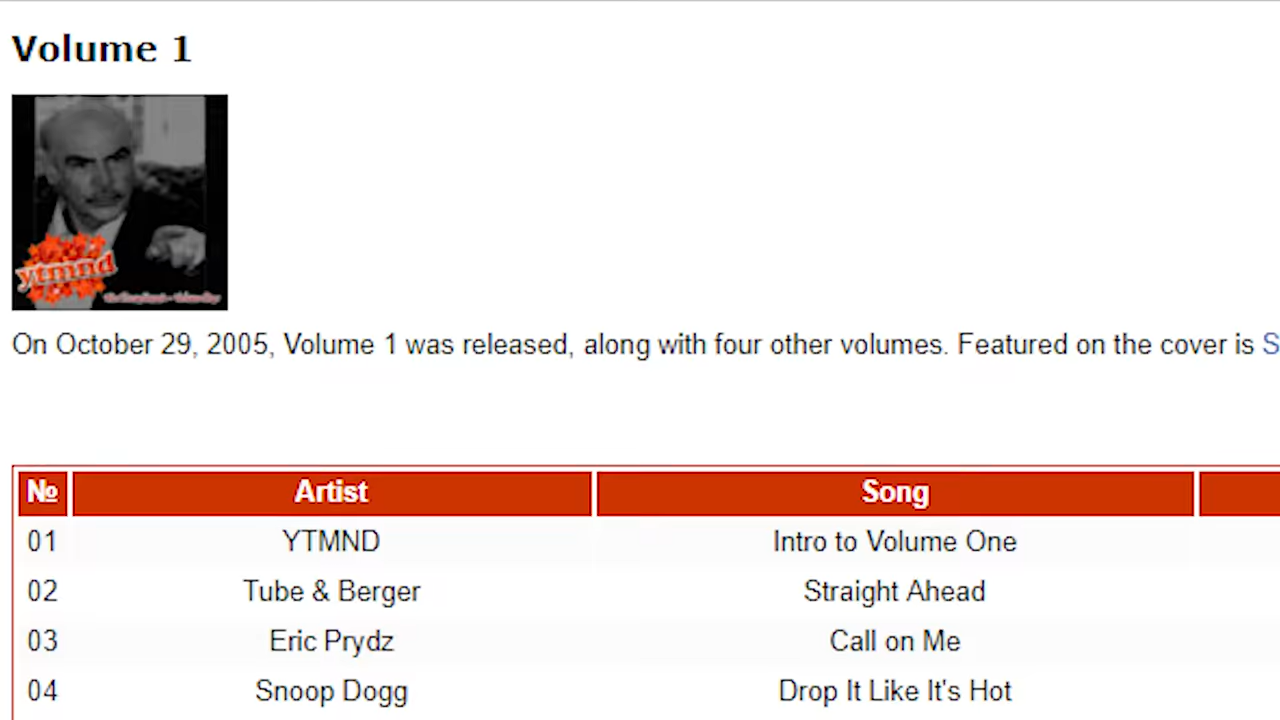 Volume 1
ytmnd
On October 29, 2005, Volume 1 was released, along with four other volumes. Featured on the cover is S
№ Artist Song
01 YTMND Intro to Volume One
02 Tube & Berger Straight Ahead
03 Eric Prydz Call on Me
04 Snoop Dogg Drop It Like It's Hot